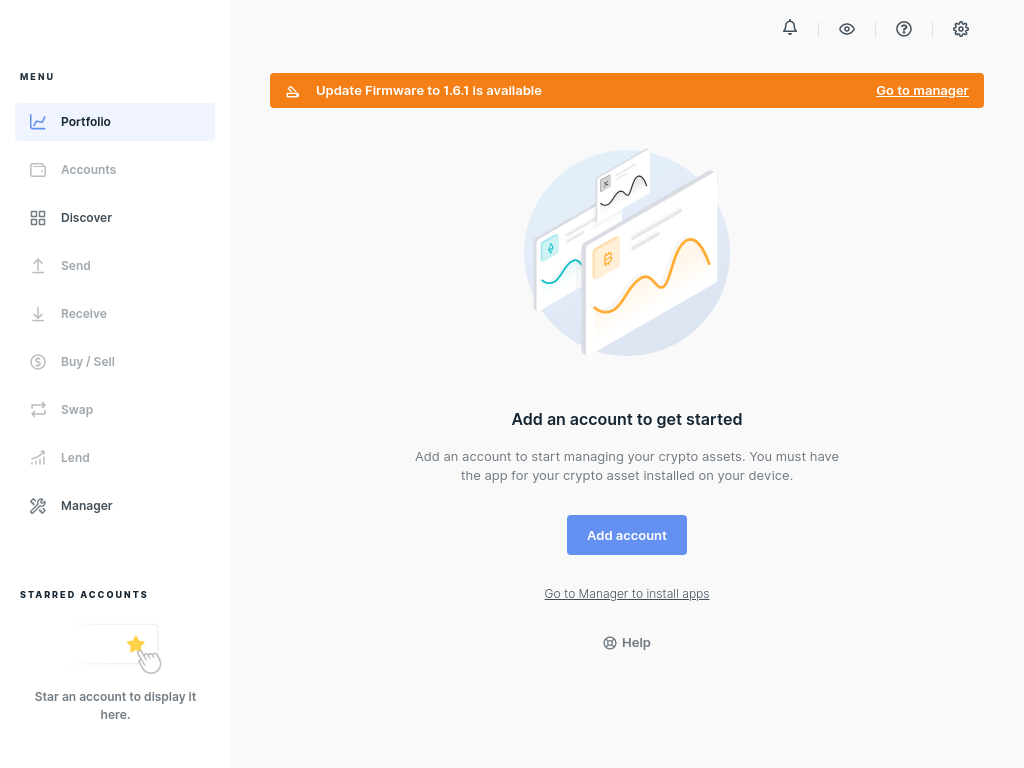 MENU
Portfolio
Accounts
Discover
Send
Receive
Buy / Sell
Swap
Lend
Manager
STARRED ACCOUNTS
Star an account to display it
here.
Update Firmware to 1.6.1 is available
Go to manager
Add an account to get started
Add an account to start managing your crypto assets. You must have
the app for your crypto asset installed on your device.
Add account
Go to Manager to install apps
Help